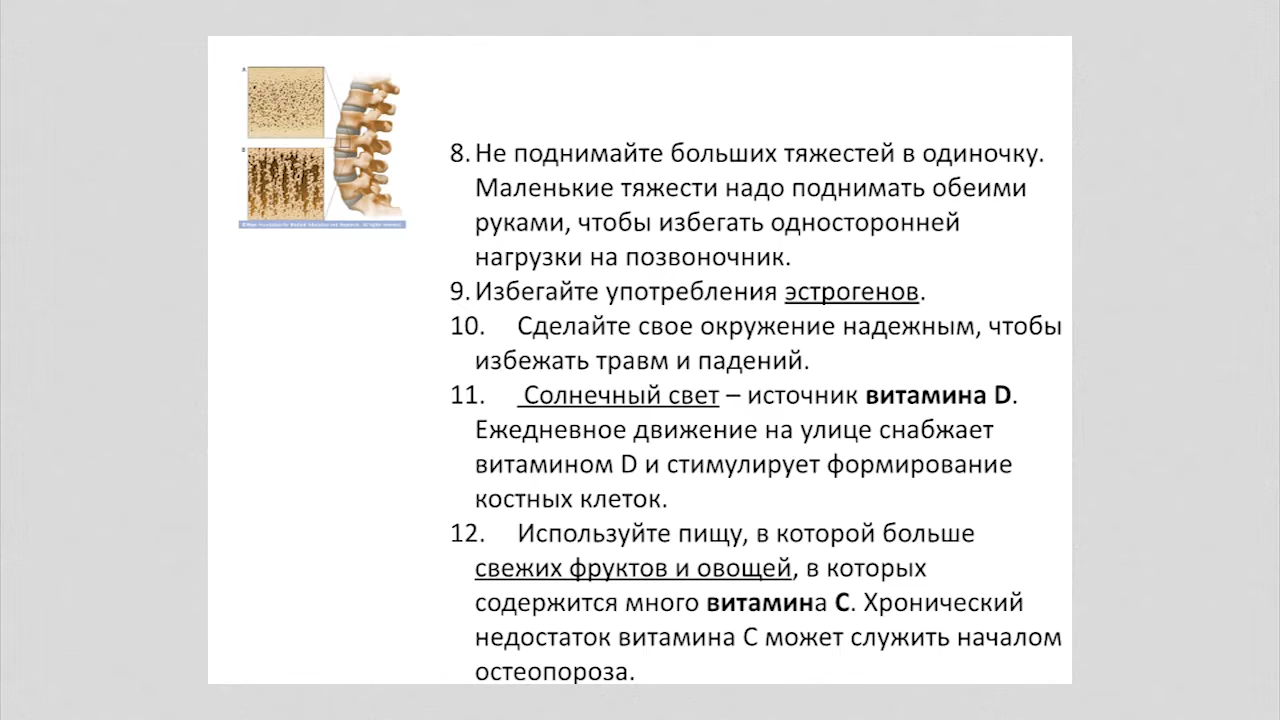 A
B
8. Не поднимайте больших тяжестей в одиночку.
Маленькие тяжести надо поднимать обеими
руками, чтобы избегать односторонней
нагрузки на позвоночник.
9. Избегайте употребления эстрогенов.
10. Сделайте свое окружение надежным, чтобы
избежать травм и падений.
11. Солнечный свет – источник витамина D.
Ежедневное движение на улице снабжает
витамином D и стимулирует формирование
костных клеток.
12. Используйте пищу, в которой больше
свежих фруктов и овощей, в которых
содержится много витамина С. Хронический
недостаток витамина С может служить началом
остеопороза.